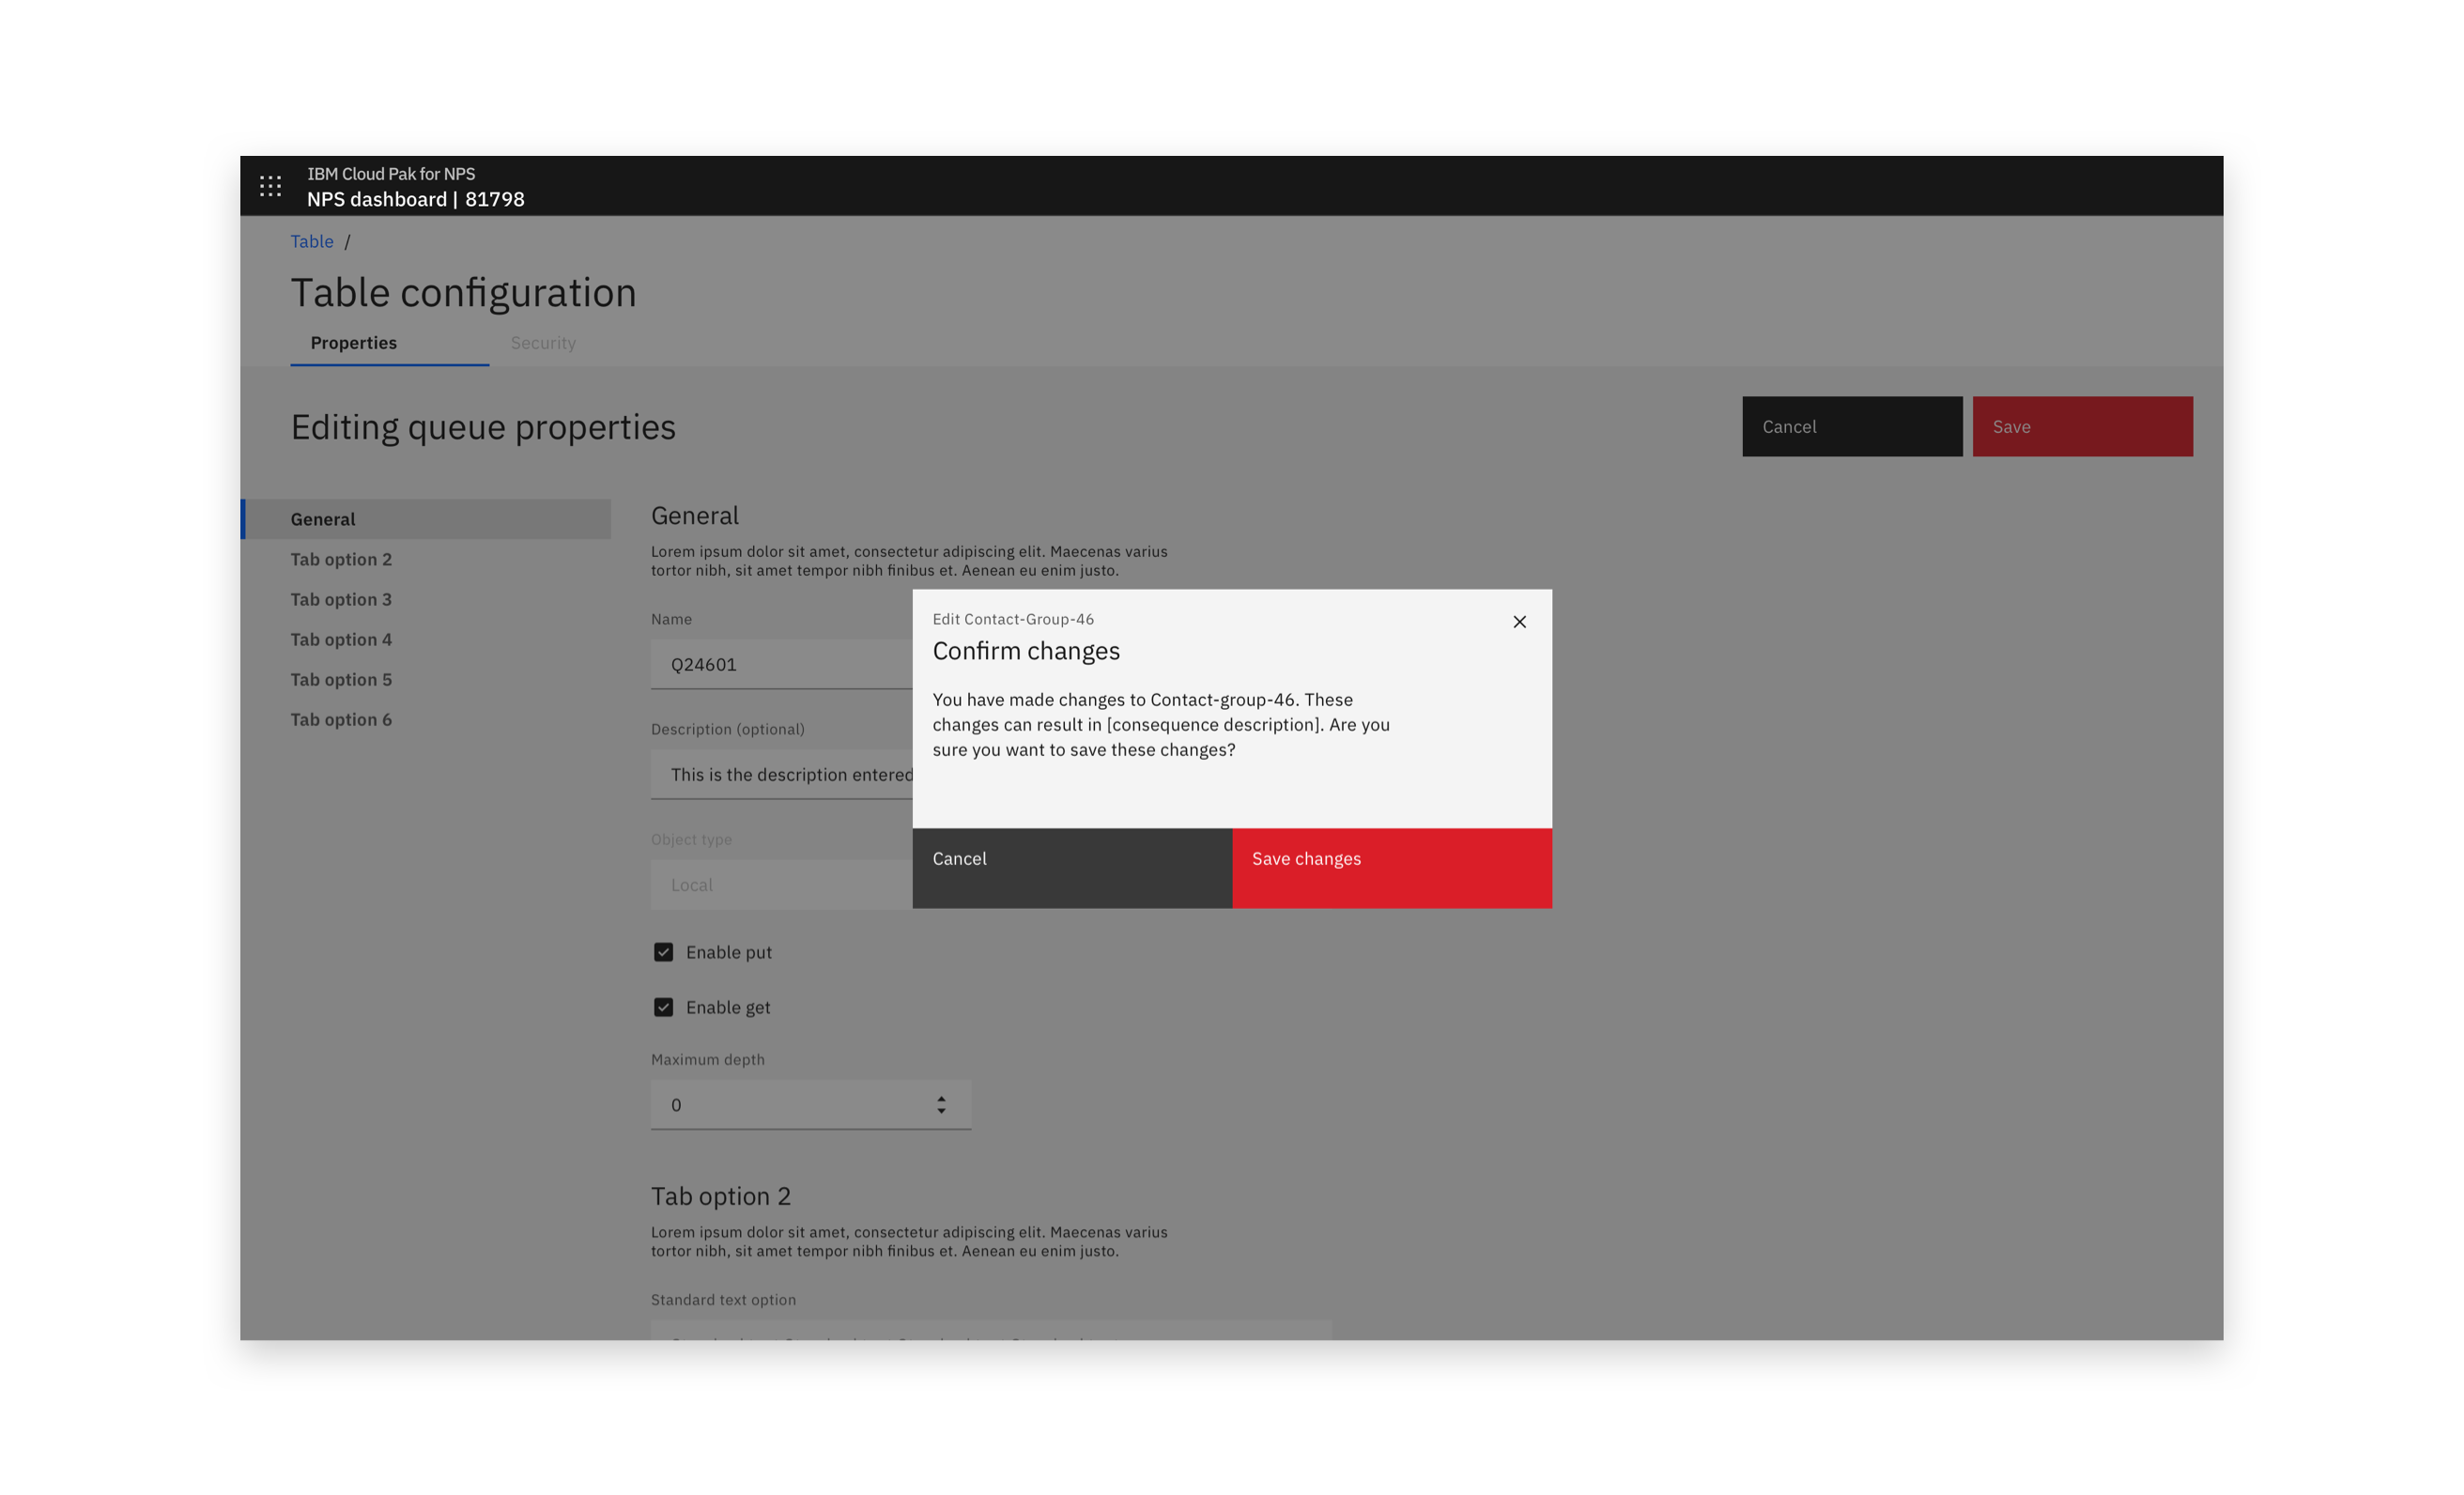 IBM Cloud Pak for NPS
NPS dashboard | 81798
Table /
Table configuration
Properties
Security
Editing queue properties
Cancel
Save
General
Tab option 2
Tab option 3
Tab option 4
Tab option 5
Tab option 6
General
Lorem ipsum dolor sit amet, consectetur adipiscing elit. Maecenas varius
tortor nibh, sit amet tempor nibh finibus et. Aenean eu enim justo.
Name
Q24601
Description (optional)
This is the description entered
Object type
Local
Edit Contact-Group-46
Confirm changes
You have made changes to Contact-group-46. These
changes can result in [consequence description]. Are you
sure you want to save these changes?
Cancel
Save changes
Enable put
Enable get
Maximum depth
0
Tab option 2
Lorem ipsum dolor sit amet, consectetur adipiscing elit. Maecenas varius
tortor nibh, sit amet tempor nibh finibus et. Aenean eu enim justo.
Standard text option